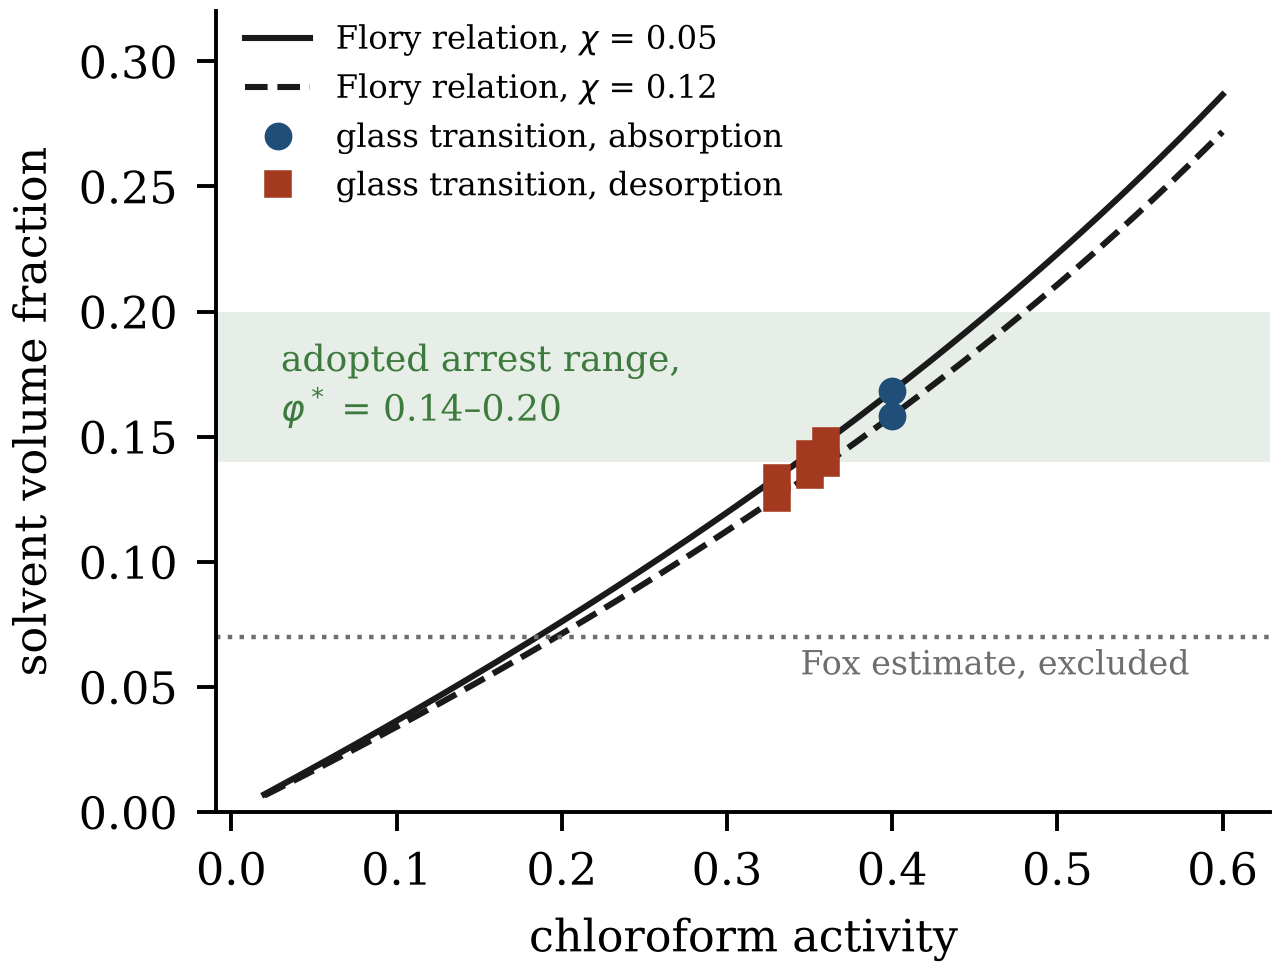 Flory relation, χ = 0.05
Flory relation, χ = 0.12
glass transition, absorption
glass transition, desorption
solvent volume fraction
0.30
0.25
0.20
0.15
0.10
0.05
0.00
adopted arrest range,
φ* = 0.14–0.20
Fox estimate, excluded
0.0 0.1 0.2 0.3 0.4 0.5 0.6
chloroform activity